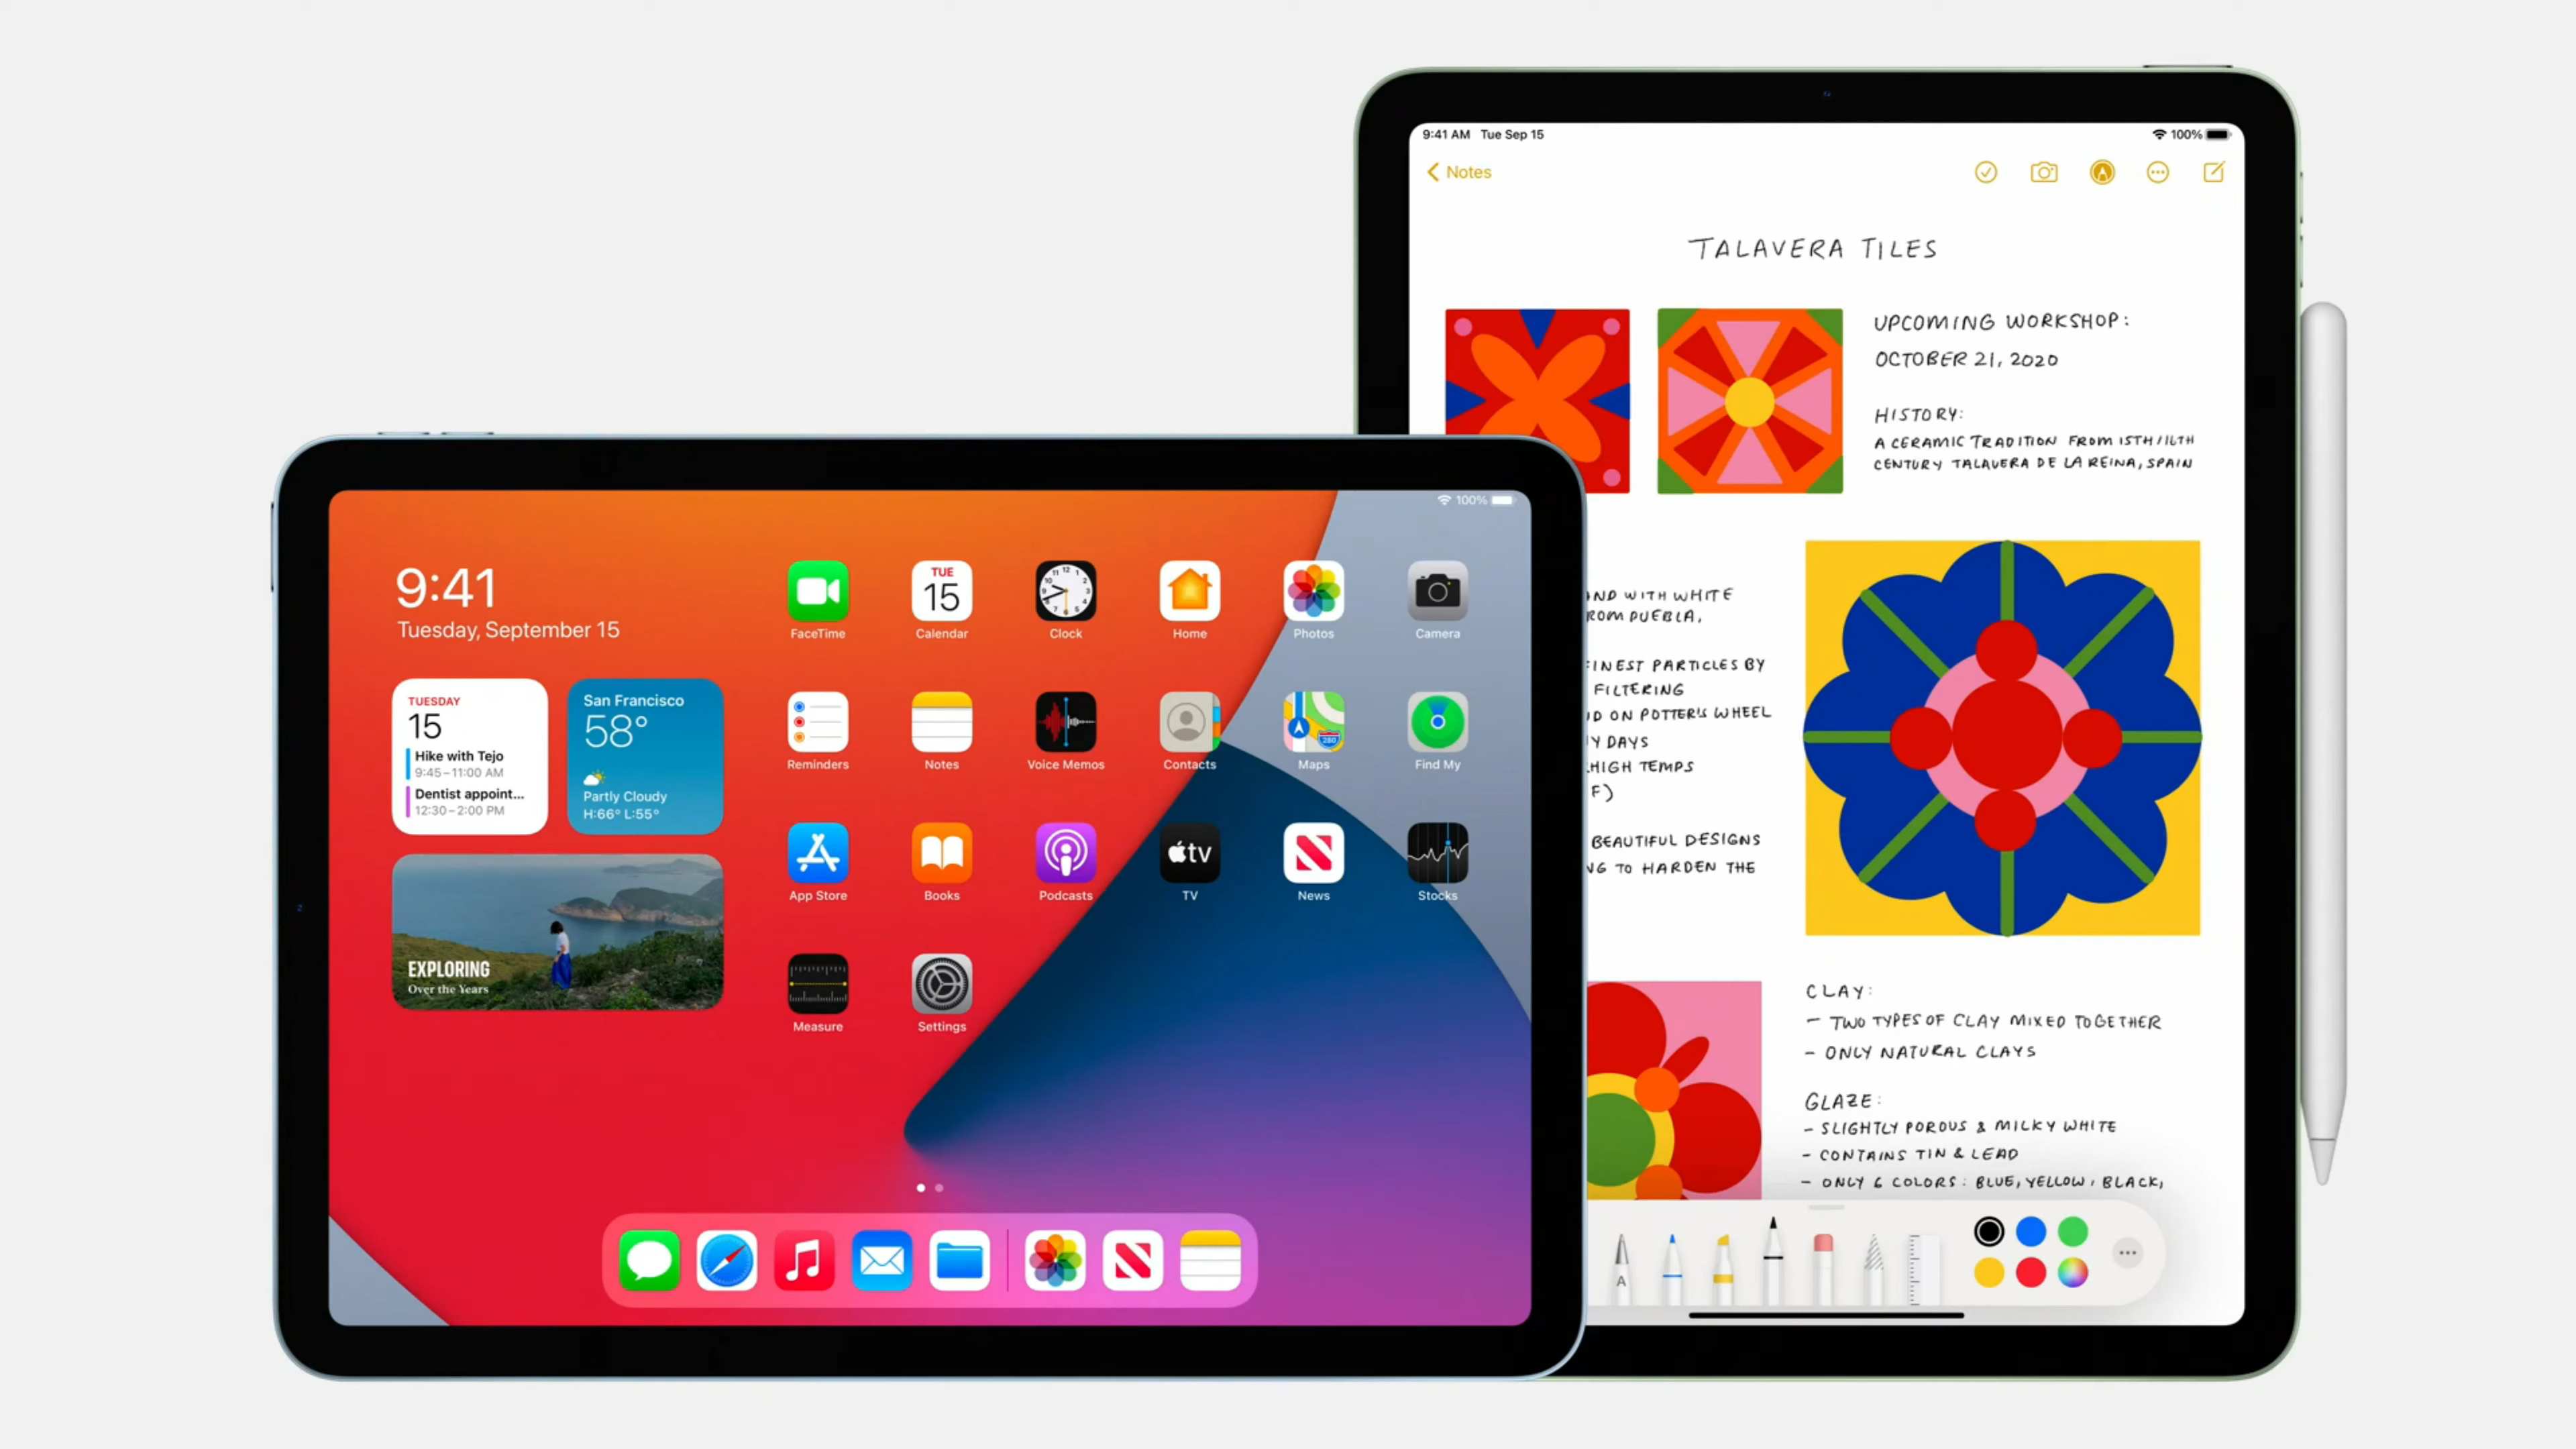 100%
9:41
Tuesday, September 15
TUESDAY
15
Hike with Tejo
9:45–11:00 AM
Dentist appoint...
12:30–2:00 PM
San Francisco
58°
Partly Cloudy
H:66° L:55°
EXPLORING
Over the Years
TUE
15
FaceTime
Calendar
Clock
Home
Photos
Camera
Reminders
Notes
Voice Memos
280
Contacts
Maps
Find My
tv
App Store
Books
Podcasts
TV
News
Stocks
Measure
Settings
9:41 AM Tue Sep 15
100%
Notes
TALAVERA TILES
UPCOMING WORKSHOP:
OCTOBER 21, 2020
HISTORY:
A CERAMIC TRADITION FROM 15TH/16TH
CENTURY TALAVERA DE LA REINA, SPAIN
AND WITH WHITE
FROM PUEBLA,
FINEST PARTICLES BY
FILTERING
ON POTTER'S WHEEL
DAYS
HIGH TEMPS
F)
BEAUTIFUL DESIGNS
TO HARDEN THE
CLAY:
- TWO TYPES OF CLAY MIXED TOGETHER
- ONLY NATURAL CLAYS
GLAZE:
- SLIGHTLY POROUS & MILKY WHITE
- CONTAINS TIN & LEAD
- ONLY 6 COLORS: BLUE, YELLOW, BLACK,
A